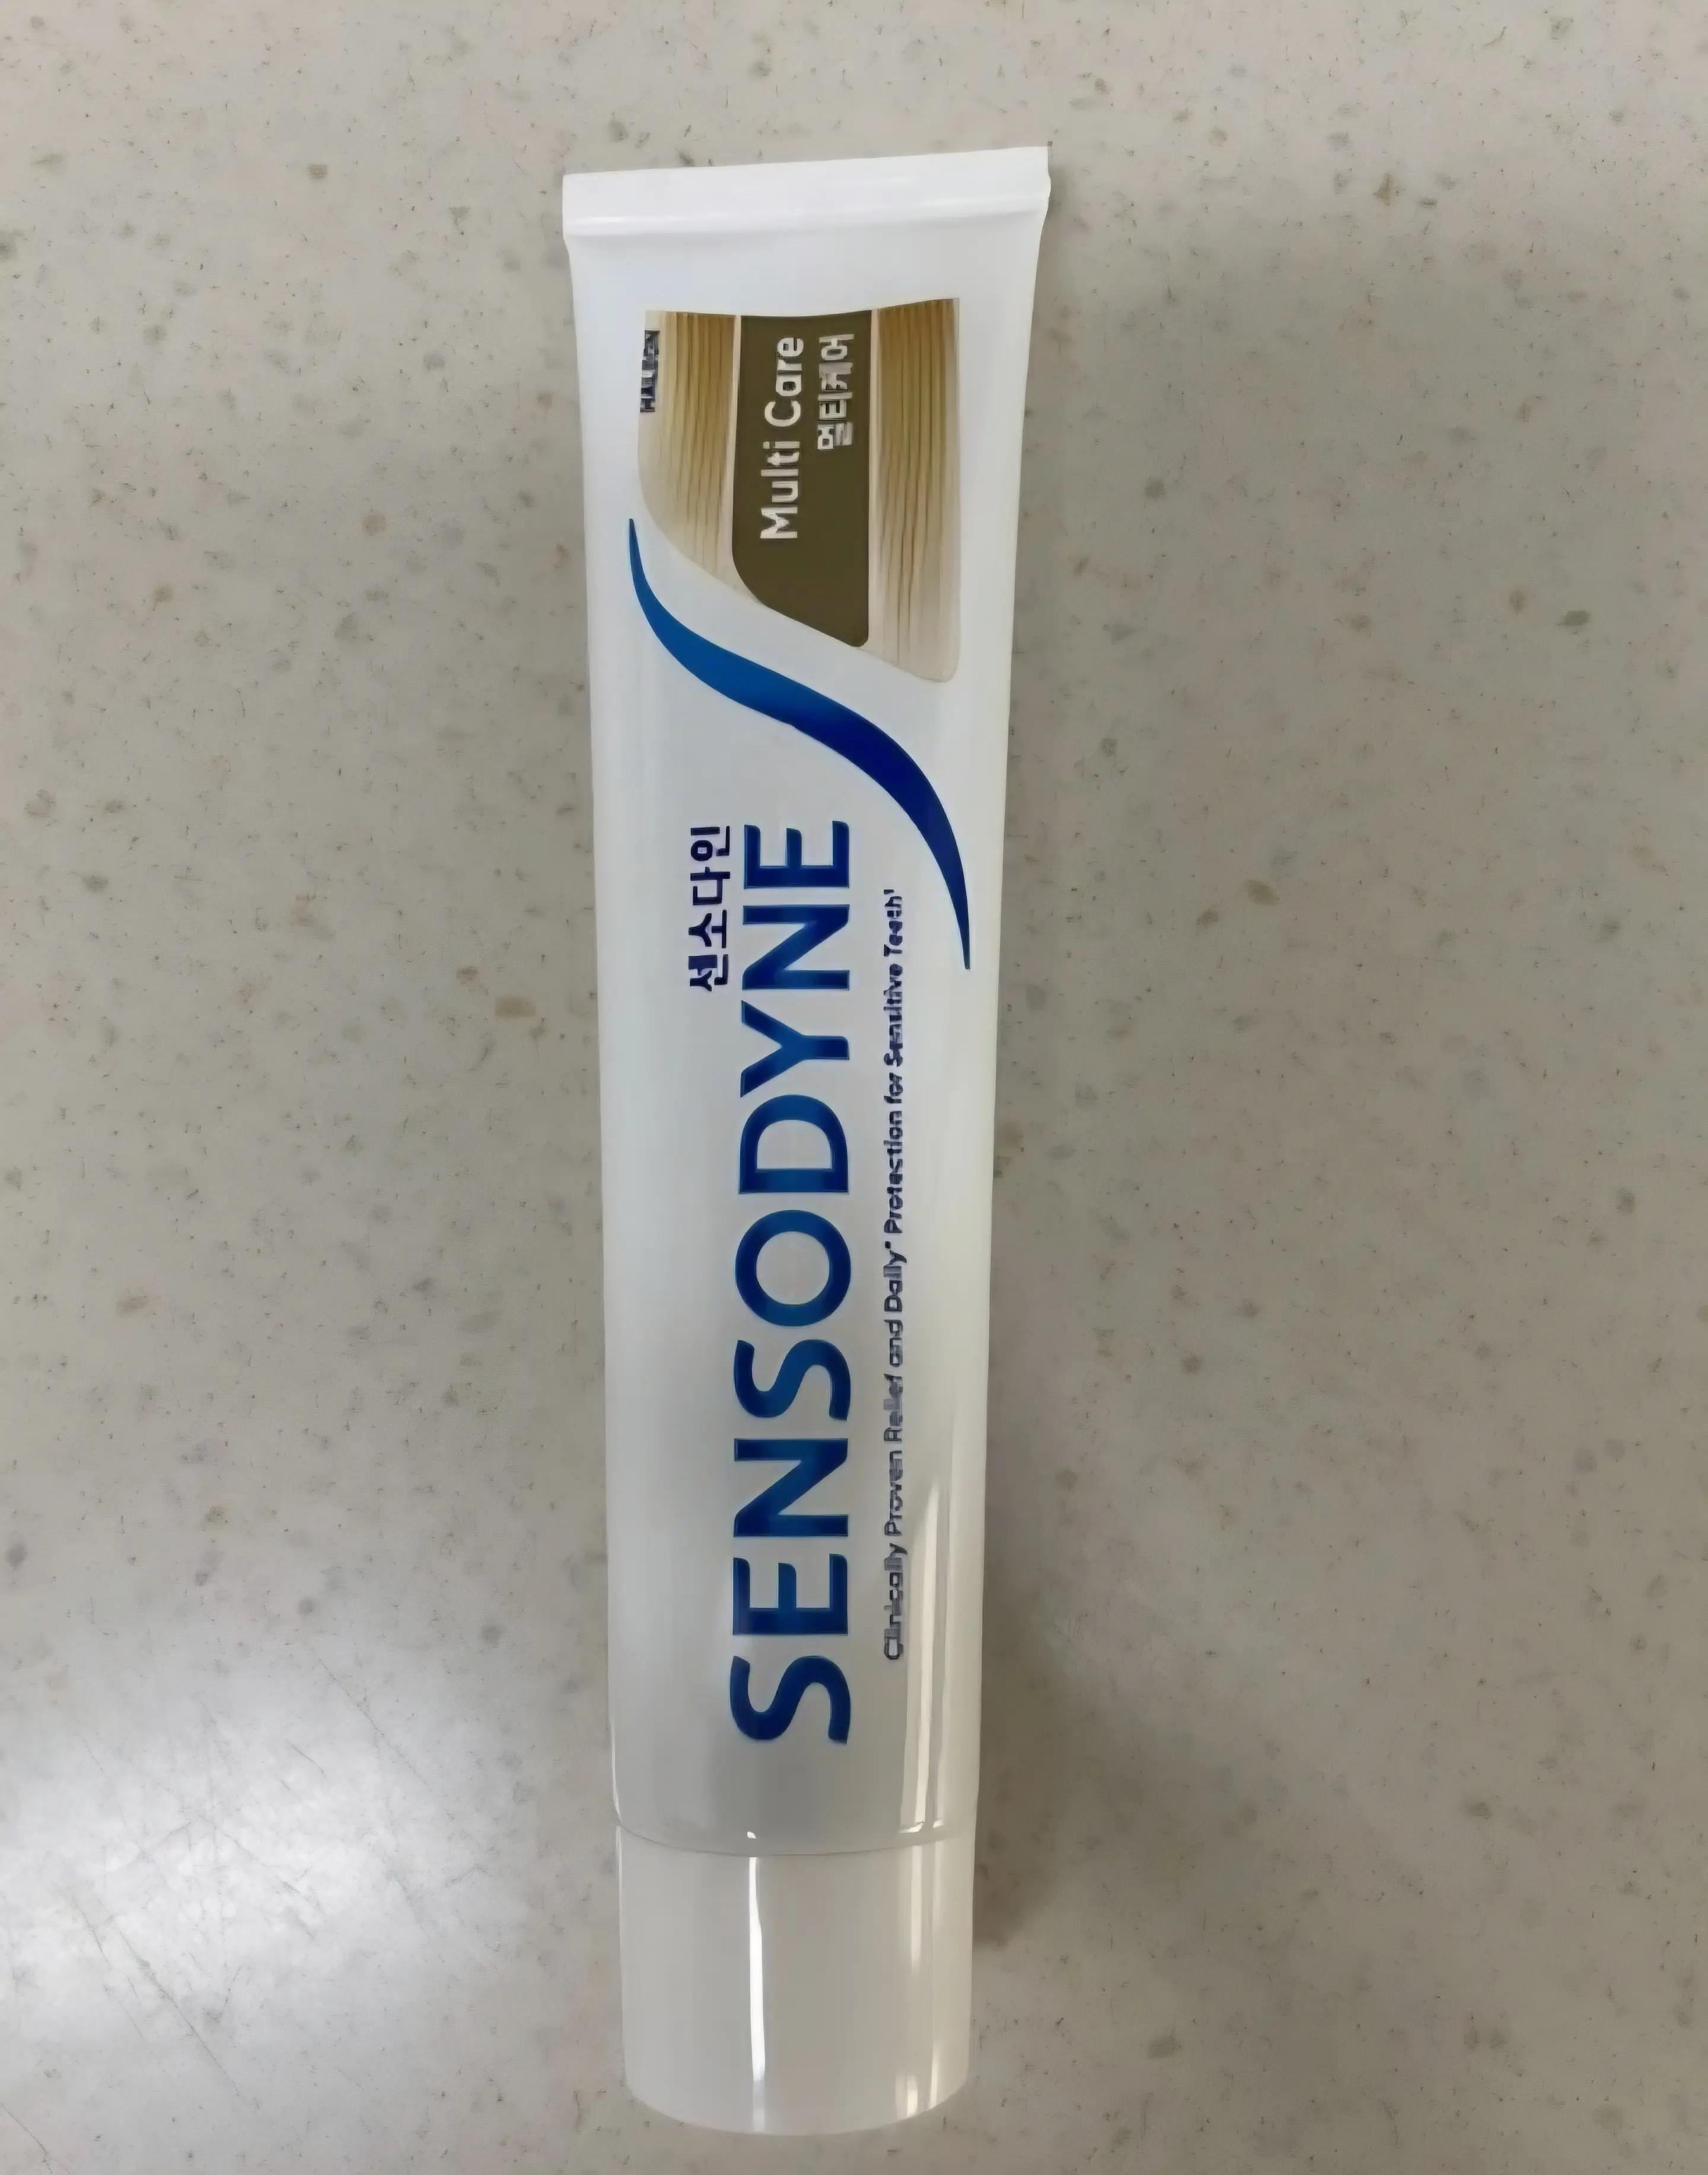 센소다인
SENSODYNE
Clinically Proven Relief and Daily* Protection for Sensitive Teeth¹
Multi Care
멀티케어
HALEON